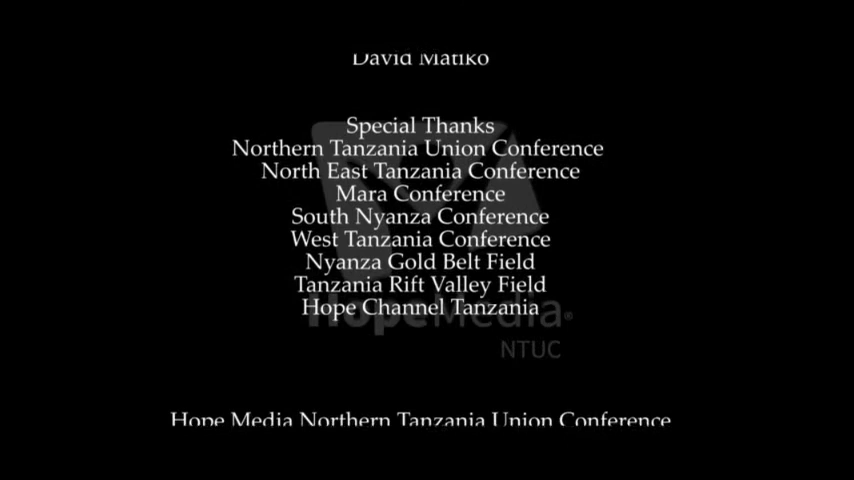 David Matiko
Special Thanks
Northern Tanzania Union Conference
North East Tanzania Conference
Mara Conference
South Nyanza Conference
West Tanzania Conference
Nyanza Gold Belt Field
Tanzania Rift Valley Field
Hope Channel Tanzania
HopeMedia®
NTUC
Hope Media Northern Tanzania Union Conference